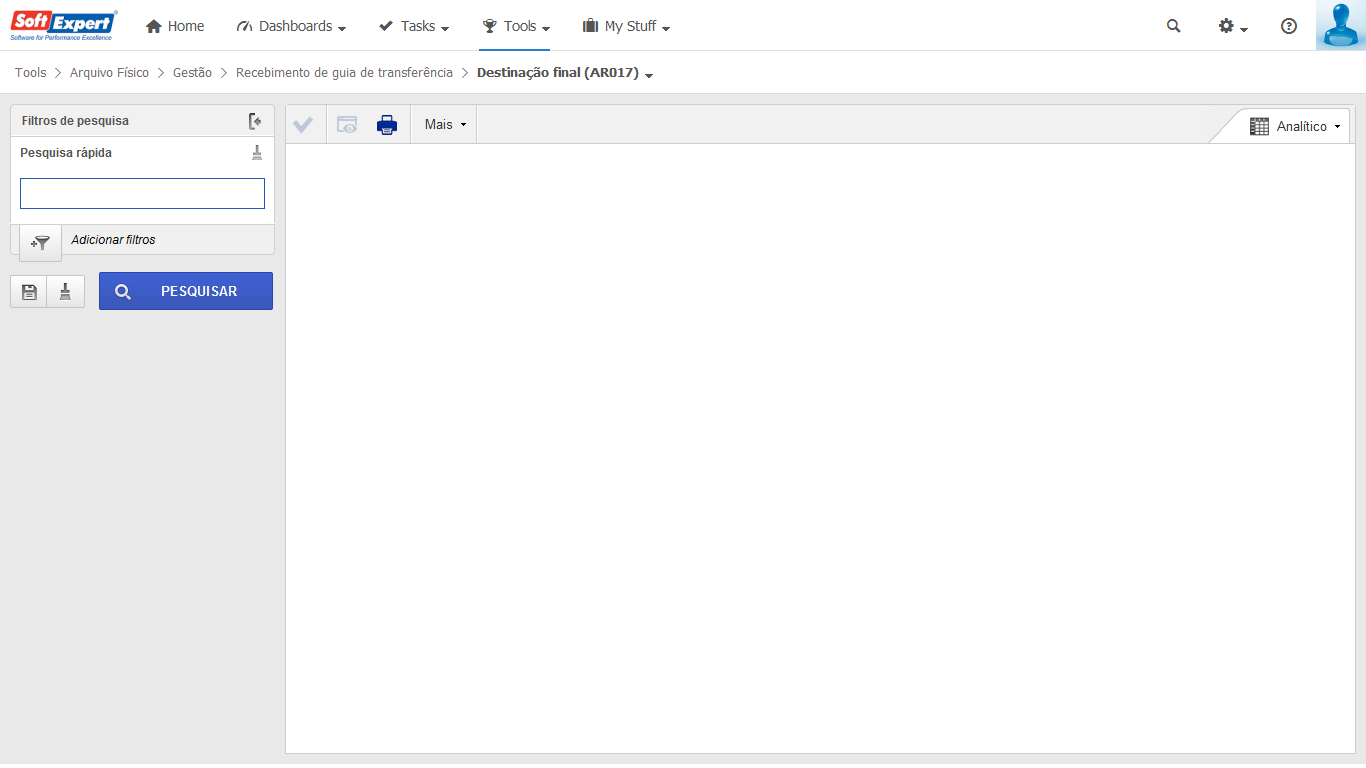 Soft Expert®
Software for Performance Excellence
Home
Dashboards
Tasks
Tools
My Stuff
Tools > Arquivo Físico > Gestão > Recebimento de guia de transferência > Destinação final (AR017)
Filtros de pesquisa
Mais
Analítico
Pesquisa rápida
Adicionar filtros
PESQUISAR